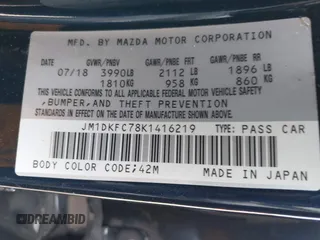 MFD. BY MAZDA MOTOR CORPORATION
DATE GVWR/PNBV GAWR/PNBE FR GAWR/PNBE RR
07/18 3990LB 2112 LB 1896 LB
1810KG 958 KG 860 KG
THIS VEHICLE CONFORMS TO ALL APPLICABLE FEDERAL MOTOR VEHICLE SAFETY, BUMPER, AND THEFT PREVENTION STANDARDS IN EFFECT ON THE DATE OF MANUFACTURE SHOWN ABOVE.
JM1DKFC78K1416219 TYPE: PASS CAR
BODY COLOR CODE:42M MADE IN JAPAN
DREAMBID